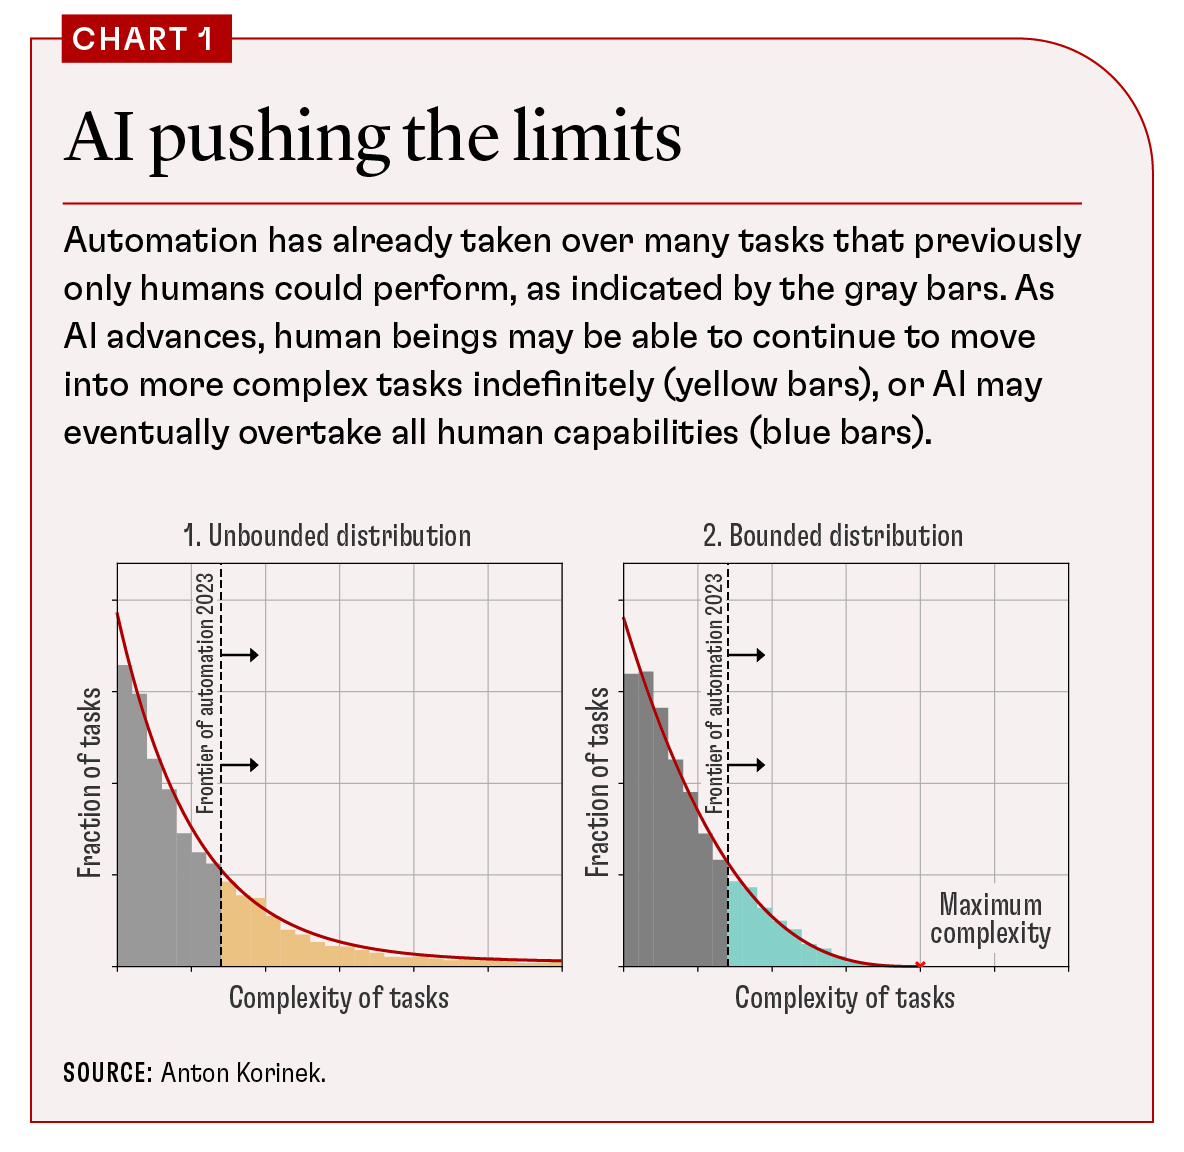 CHART 1
AI pushing the limits
Automation has already taken over many tasks that previously
only humans could perform, as indicated by the gray bars. As
AI advances, human beings may be able to continue to move
into more complex tasks indefinitely (yellow bars), or AI may
eventually overtake all human capabilities (blue bars).
1. Unbounded distribution
Fraction of tasks
Frontier of automation 2023
Complexity of tasks
2. Bounded distribution
Fraction of tasks
Frontier of automation 2023
Maximum
complexity
Complexity of tasks
SOURCE: Anton Korinek.